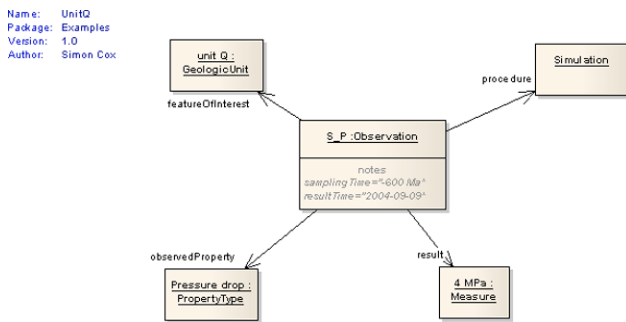 Name: UnitQ
Package: Examples
Version: 1.0
Author: Simon Cox
unit Q :
GeologicUnit
Simulation
procedure
featureOfInterest
S_P :Observation
notes
samplingTime="-600 Ma"
resultTime="2004-09-09"
observedProperty
result
Pressure drop :
PropertyType
4 MPa :
Measure